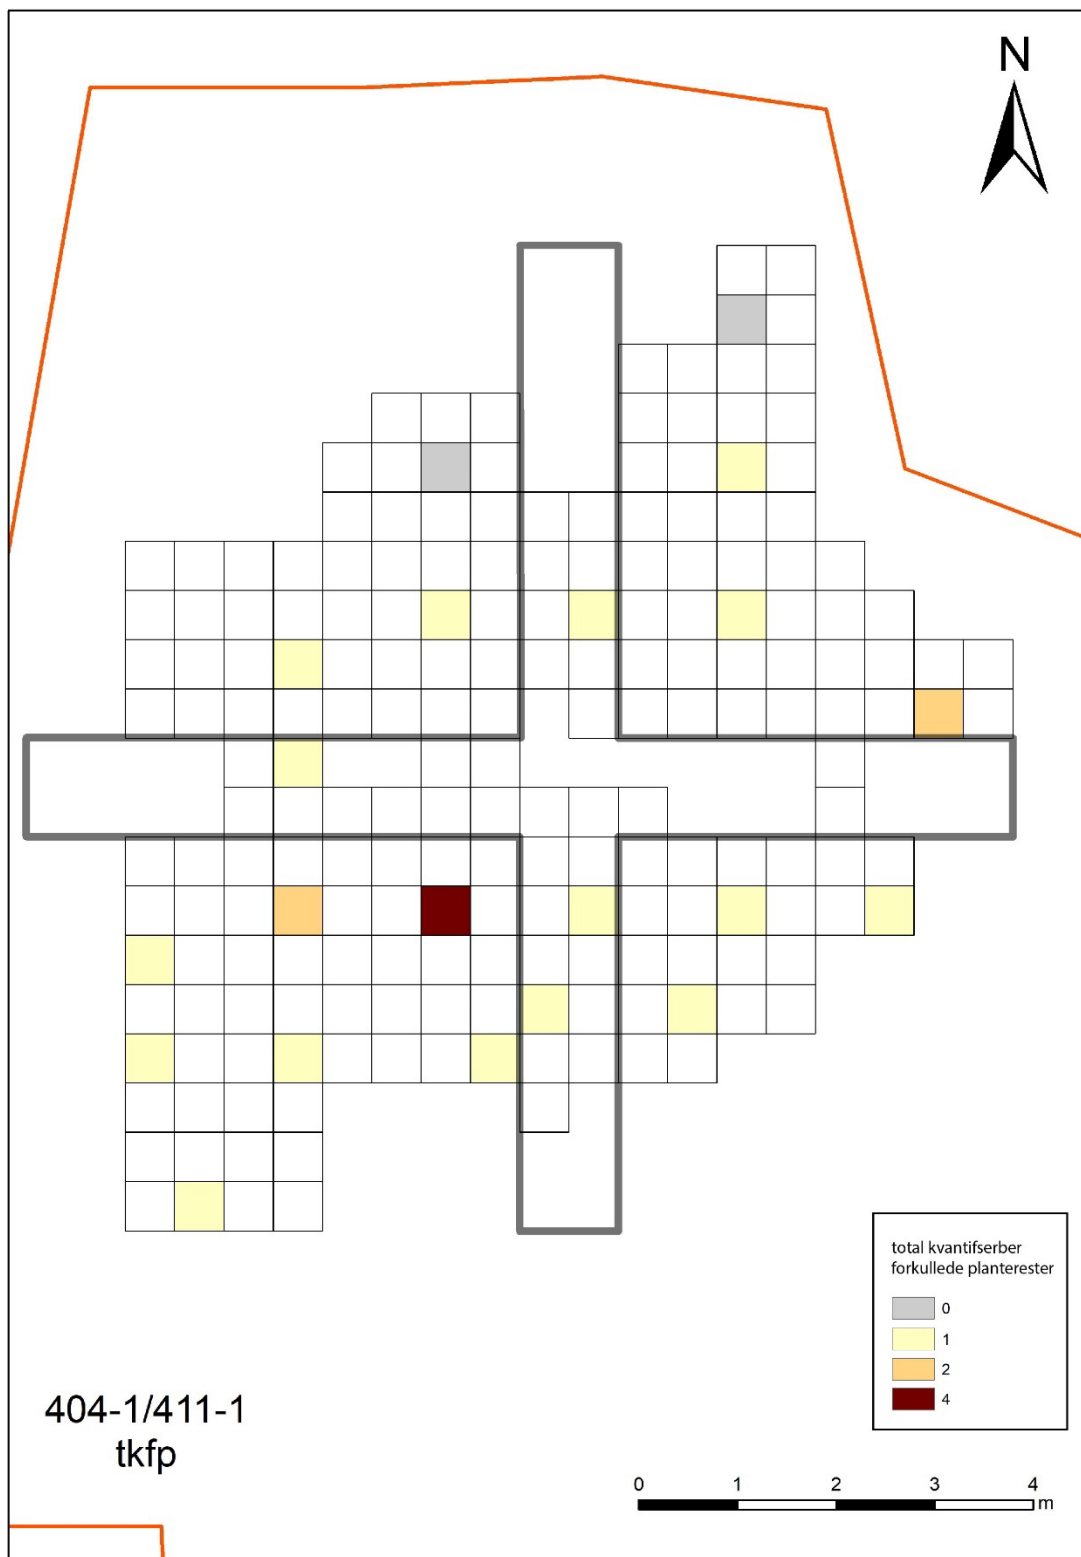 N
total kvantifserber
forkullede planterester
0
1
2
4
404-1/411-1
tkfp
0 1 2 3 4
m